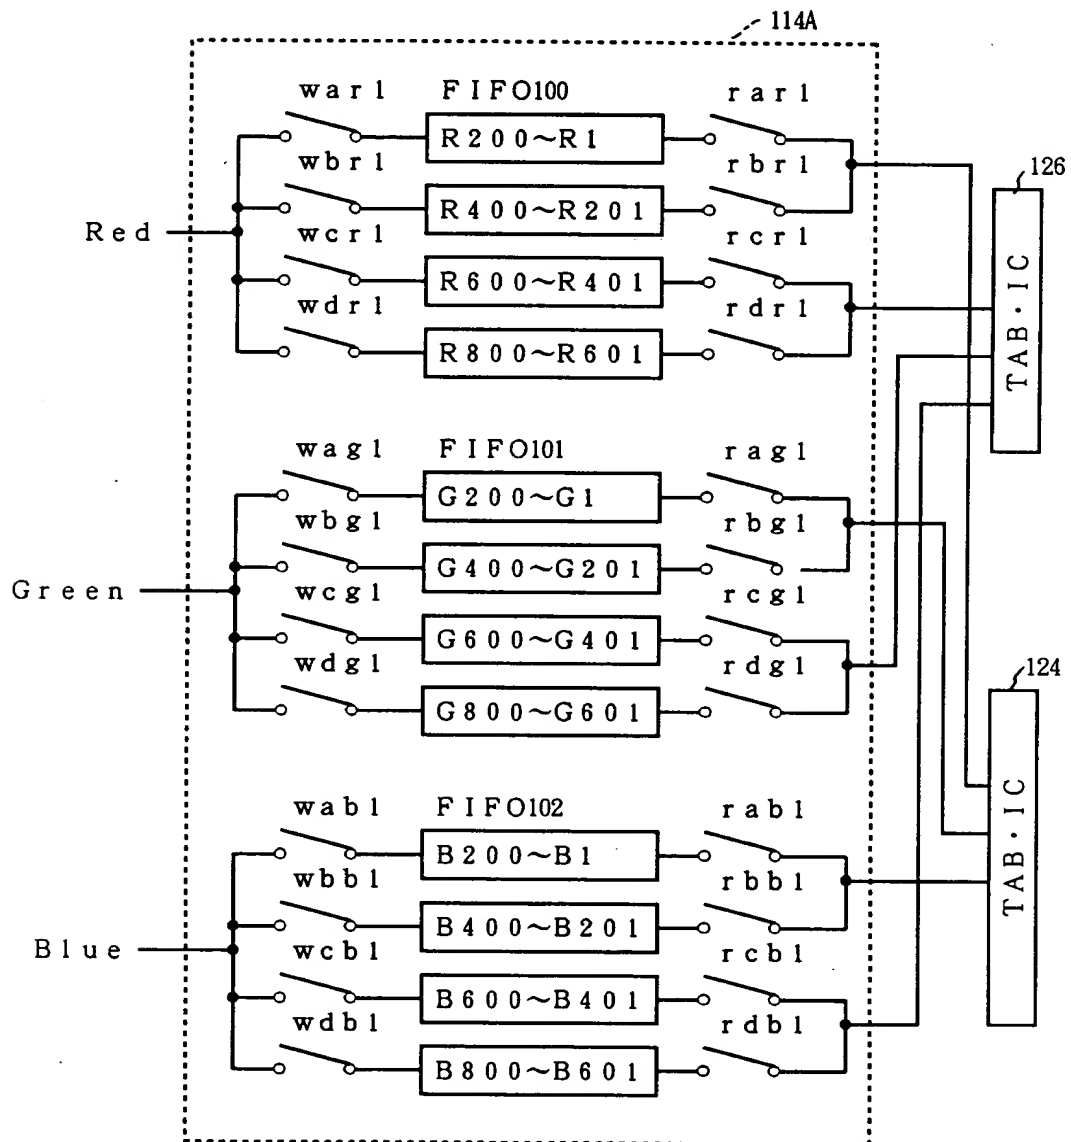 114A
war1 FIFO100 rar1
R200~R1
wbr1 rbr1
126
R400~R201
Red
wcr1 rcr1
R600~R401
wdr1 rdr1
TAB·IC
R800~R601
wag1 FIFO101 rag1
G200~G1
wbg1 rbg1
G400~G201
Green
wcg1 rcg1
G600~G401
wdg1 rdg1
124
G800~G601
wab1 FIFO102 rab1
B200~B1
wbb1 rbb1
TAB·IC
B400~B201
Blue
wcb1 rcb1
B600~B401
wdb1 rdb1
B800~B601